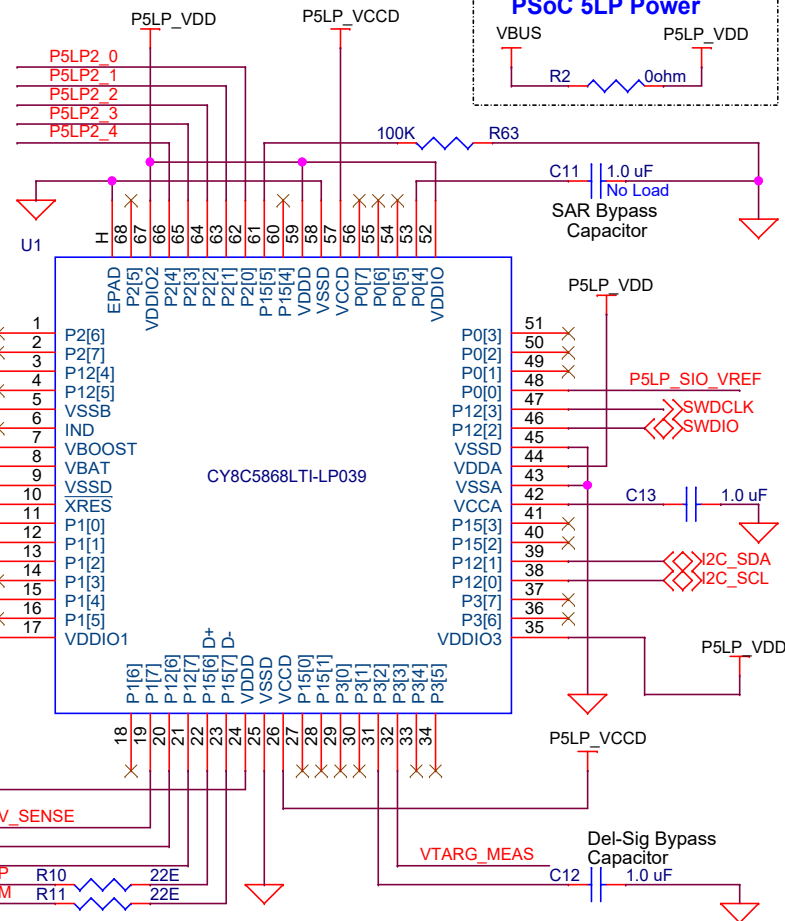 PSoC 5LP Power
VBUS
P5LP_VDD
R2
0ohm
P5LP_VDD
P5LP_VCCD
P5LP2_0
P5LP2_1
P5LP2_2
P5LP2_3
P5LP2_4
100K
R63
C11
1.0 uF
No Load
SAR Bypass
Capacitor
U1
H
68
67
66
65
64
63
62
61
60
59
58
57
56
55
54
53
52
EPAD
P2[5]
VDDIO2
P2[4]
P2[3]
P2[2]
P2[1]
P2[0]
P15[5]
P15[4]
VDDD
VSSD
VCCD
P0[7]
P0[6]
P0[5]
P0[4]
VDDIO
P5LP_VDD
1 P2[6]
2 P2[7]
3 P12[4]
4 P12[5]
5 VSSB
6 IND
7 VBOOST
8 VBAT
9 VSSD
10 XRES
11 P1[0]
12 P1[1]
13 P1[2]
14 P1[3]
15 P1[4]
16 P1[5]
17 VDDIO1
CY8C5868LTI-LP039
P0[3] 51
P0[2] 50
P0[1] 49
P0[0] 48 P5LP_SIO_VREF
P12[3] 47 SWDCLK
P12[2] 46 SWDIO
VSSD 45
VDDA 44
VSSA 43
VCCA 42 C13 1.0 uF
P15[3] 41
P15[2] 40
P12[1] 39 I2C_SDA
P12[0] 38 I2C_SCL
P3[7] 37
P3[6] 36
VDDIO3 35
P5LP_VDD
P1[6]
P1[7]
P12[6]
P12[7]
P15[6] D+
P15[7] D-
VDDD
VSSD
VCCD
P15[0]
P15[1]
P3[0]
P3[1]
P3[2]
P3[3]
P3[4]
P3[5]
18
19
20
21
22
23
24
25
26
27
28
29
30
31
32
33
34
P5LP_VCCD
V_SENSE
VTARG_MEAS
Del-Sig Bypass
Capacitor
C12
1.0 uF
P R10 22E
M R11 22E